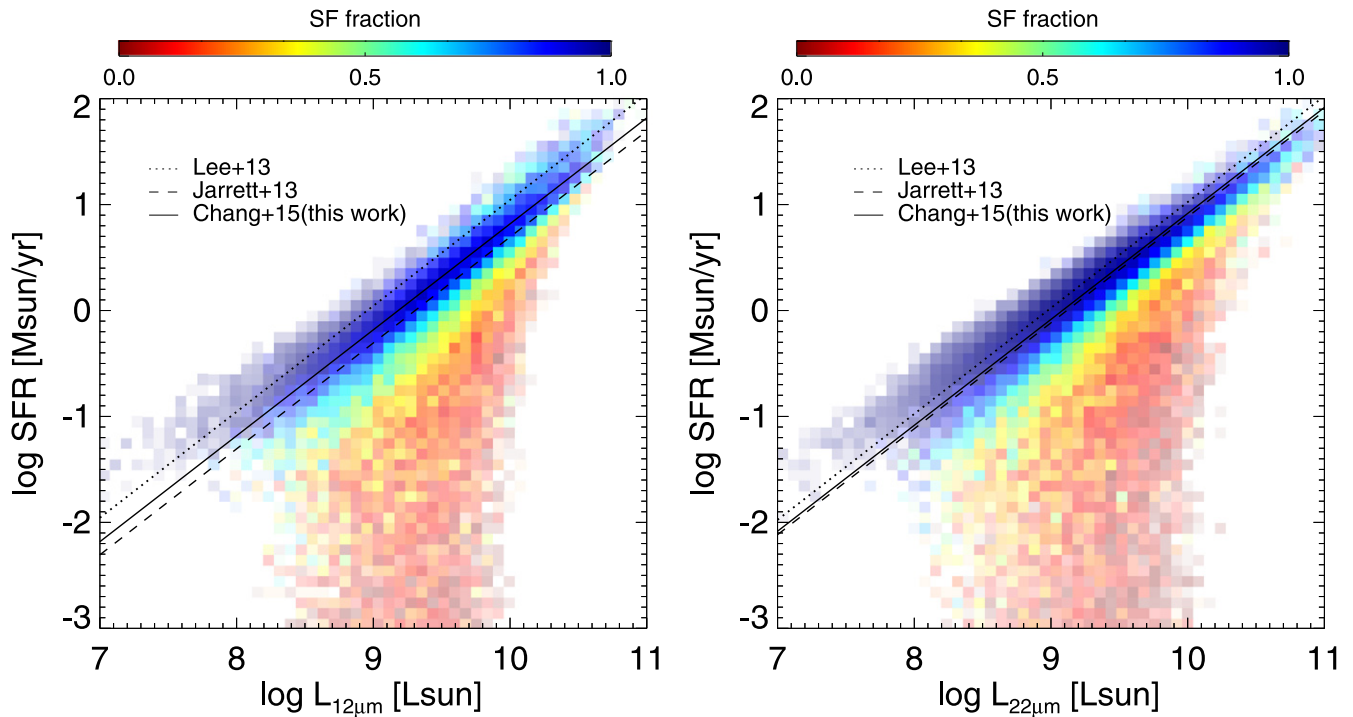 SF fraction
0.0 0.5 1.0
2
1
0
-1
-2
-3
log SFR [Msun/yr]
Lee+13
Jarrett+13
Chang+15(this work)
7 8 9 10 11
log L12μm [Lsun]
SF fraction
0.0 0.5 1.0
2
1
0
-1
-2
-3
log SFR [Msun/yr]
Lee+13
Jarrett+13
Chang+15(this work)
7 8 9 10 11
log L22μm [Lsun]